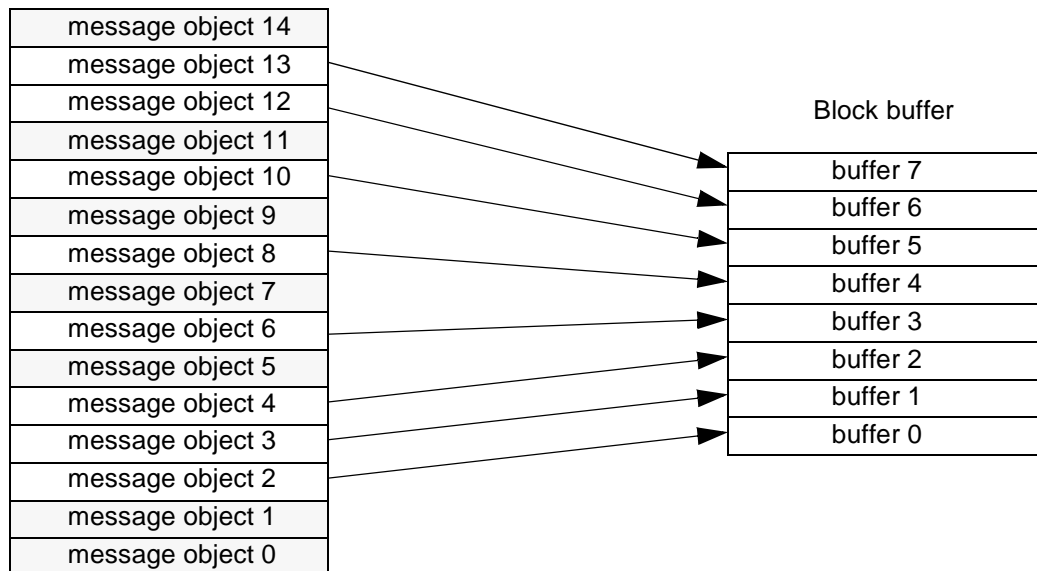 message object 14
message object 13
message object 12
message object 11
message object 10
message object 9
message object 8
message object 7
message object 6
message object 5
message object 4
message object 3
message object 2
message object 1
message object 0
Block buffer
buffer 7
buffer 6
buffer 5
buffer 4
buffer 3
buffer 2
buffer 1
buffer 0